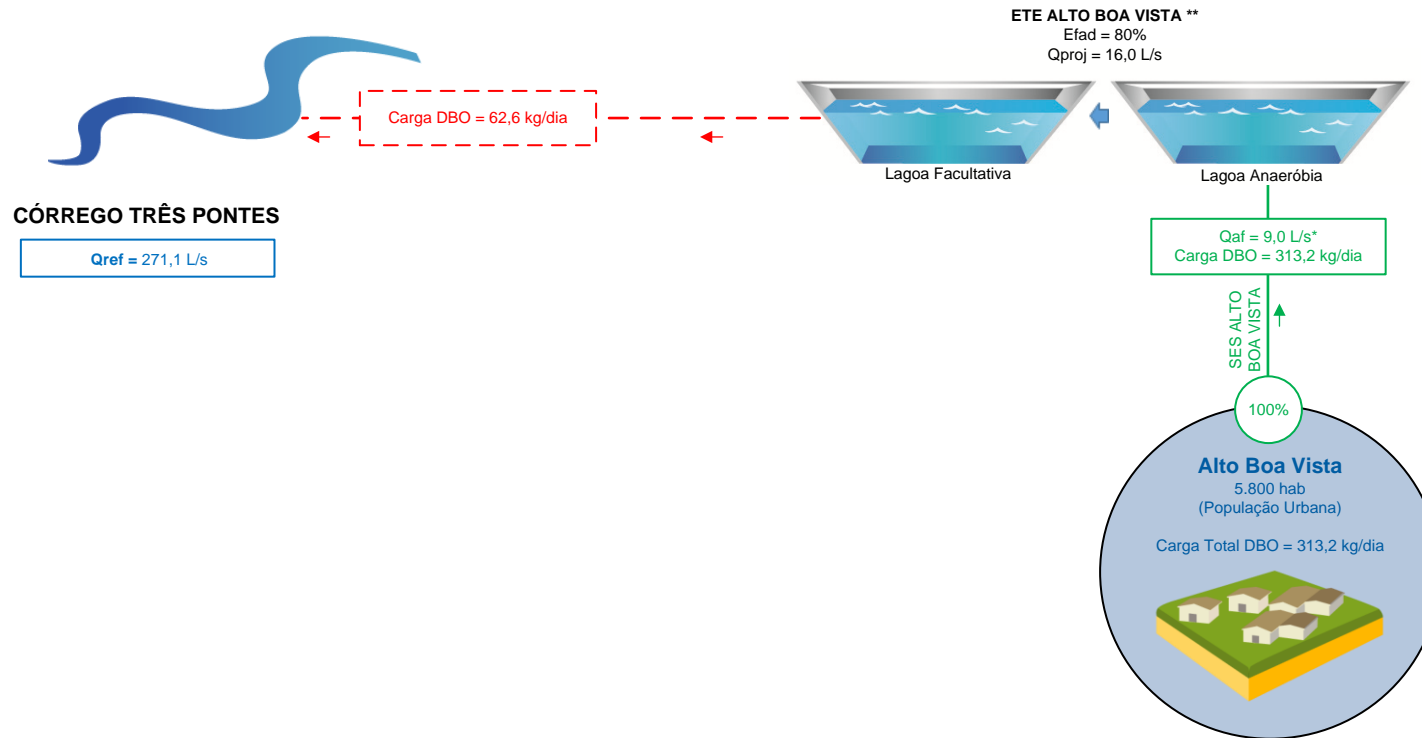 ETE ALTO BOA VISTA **
Efad = 80%
Qproj = 16,0 L/s
Carga DBO = 62,6 kg/dia
Lagoa Facultativa
Lagoa Anaeróbia
CÓRREGO TRÊS PONTES
Qref = 271,1 L/s
Qaf = 9,0 L/s*
Carga DBO = 313,2 kg/dia
SES ALTO
BOA VISTA
100%
Alto Boa Vista
5.800 hab
(População Urbana)
Carga Total DBO = 313,2 kg/dia